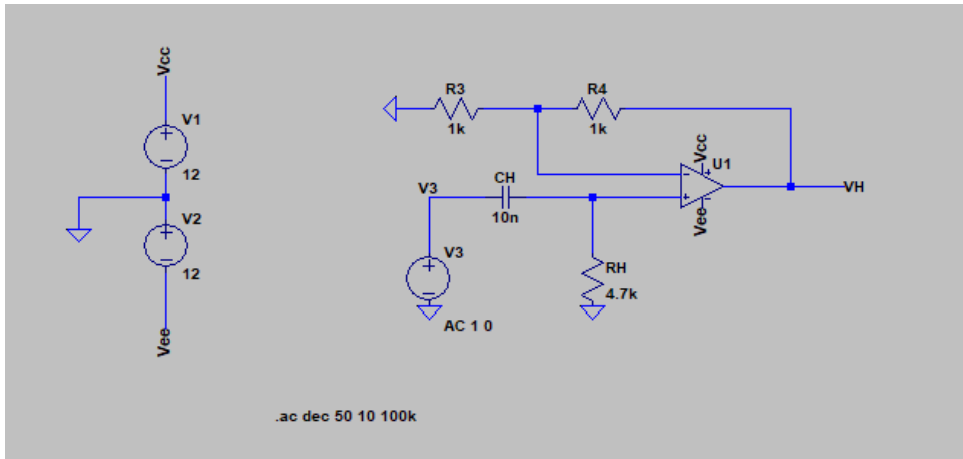 Vcc
V1
12
V2
12
Vee
R3
1k
R4
1k
Vcc
U1
Vee
VH
CH
10n
V3
V3
AC 1 0
RH
4.7k
.ac dec 50 10 100k